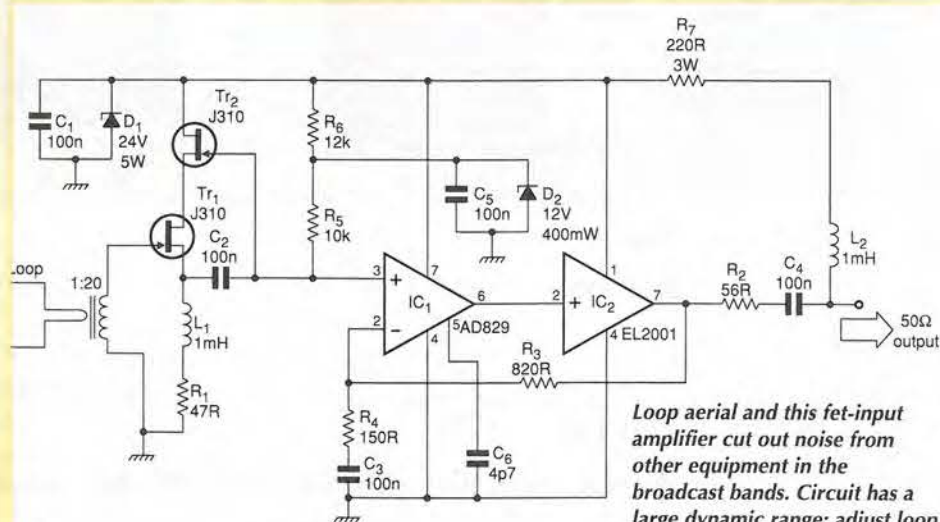 R7
220R
3W
C1
100n
D1
24V
5W
Tr2
J310
R6
12k
Tr1
J310
C2
100n
R5
10k
C5
100n
D2
12V
400mW
L2
1mH
Loop
1:20
L1
1mH
R1
47R
3
+
7
IC1
6
2
−
5
AD829
4
2
+
1
IC2
7
4
EL2001
R2
56R
C4
100n
50Ω
output
R3
820R
R4
150R
C3
100n
C6
4p7
Loop aerial and this fet-input
amplifier cut out noise from
other equipment in the
broadcast bands. Circuit has a
large dynamic range; adjust loop